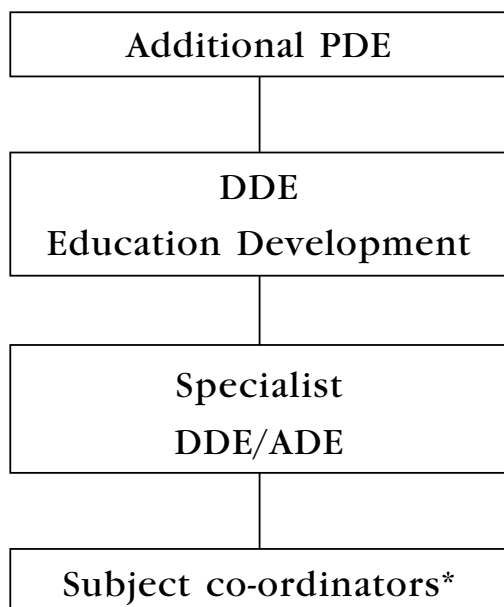 Additional PDE
DDE
Education Development
Specialist
DDE/ADE
Subject co-ordinators*